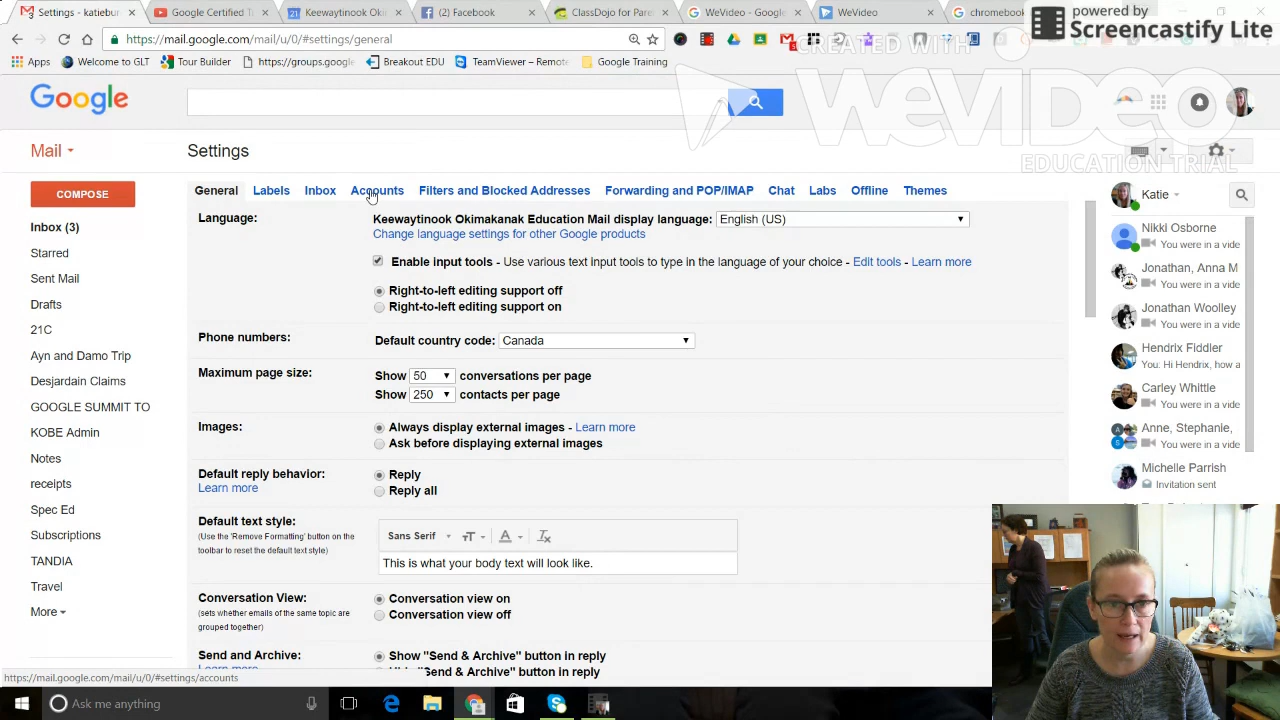 Settings - katiebur
Google Certified T
Keewaytinook Oki
(2) Facebook
ClassDojo for Pare
WeVideo - Google
WeVideo
chromebook
powered by
Screencastify Lite
https://mail.google.com/mail/u/0/#settings
Apps
Welcome to GLT
Tour Builder
https://groups.google
Breakout EDU
TeamViewer - Remote
Google Training
CREATED WITH
WEVIDEO
EDUCATION TRIAL
Google
Mail
Settings
COMPOSE
General Labels Inbox Accounts Filters and Blocked Addresses Forwarding and POP/IMAP Chat Labs Offline Themes
Inbox (3)
Starred
Sent Mail
Drafts
21C
Ayn and Damo Trip
Desjardain Claims
GOOGLE SUMMIT TO
KOBE Admin
Notes
receipts
Spec Ed
Subscriptions
TANDIA
Travel
More
Language:
Keewaytinook Okimakanak Education Mail display language: English (US)
Change language settings for other Google products
Enable input tools - Use various text input tools to type in the language of your choice - Edit tools - Learn more
Right-to-left editing support off
Right-to-left editing support on
Phone numbers:
Default country code: Canada
Maximum page size:
Show 50 conversations per page
Show 250 contacts per page
Images:
Always display external images - Learn more
Ask before displaying external images
Default reply behavior:
Learn more
Reply
Reply all
Default text style:
(Use the 'Remove Formatting' button on
the toolbar to reset the default text style)
Sans Serif
This is what your body text will look like.
Conversation View:
(sets whether emails of the same topic are
grouped together)
Conversation view on
Conversation view off
Send and Archive:
Learn more
Show "Send & Archive" button in reply
"Send & Archive" button in reply
Katie
Nikki Osborne
You were in a vide
Jonathan, Anna M
You were in a vide
Jonathan Woolley
You were in a vide
Hendrix Fiddler
You: Hi Hendrix, how a
Carley Whittle
You were in a vide
Anne, Stephanie,
You were in a vide
Michelle Parrish
Invitation sent
https://mail.google.com/mail/u/0/#settings/accounts
Ask me anything